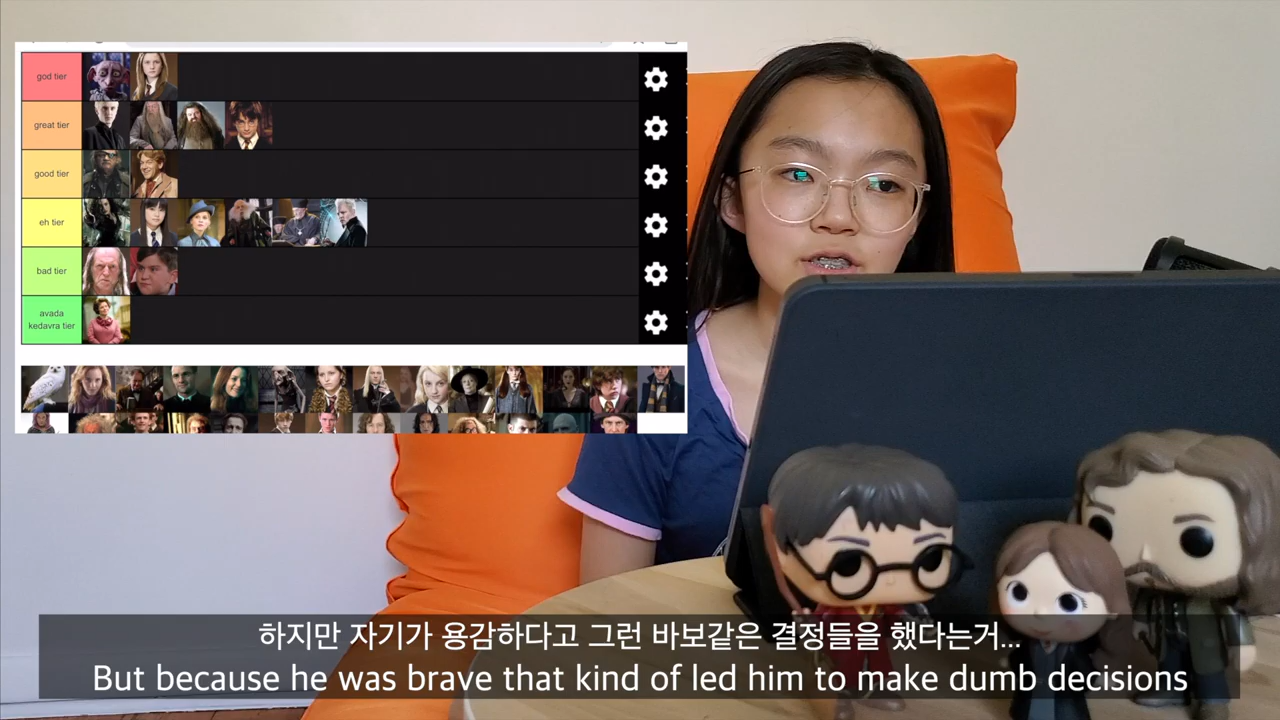 god tier
great tier
good tier
eh tier
bad tier
avada
kedavra tier
하지만 자기가 용감하다고 그런 바보같은 결정들을 했다는거...
But because he was brave that kind of led him to make dumb decisions